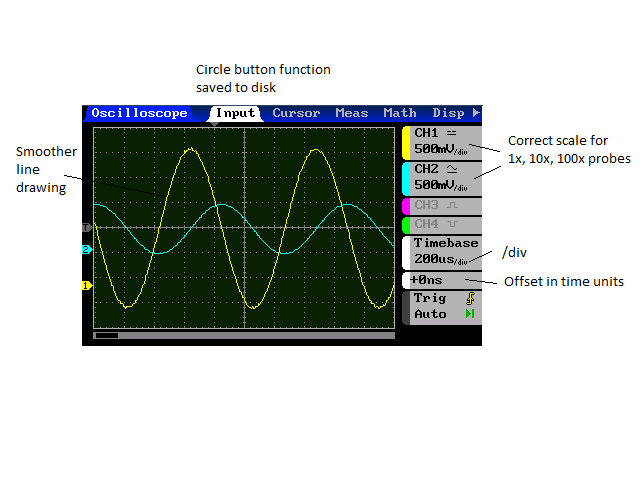 Circle button function
saved to disk
Oscilloscope Input Cursor Meas Math Disp
CH1
500mV/div
Correct scale for
1x, 10x, 100x probes
Smoother
line
drawing
CH2
500mV/div
CH3
CH4
T
2
1
Timebase
200us/div
/div
+0ns
Offset in time units
Trig
Auto